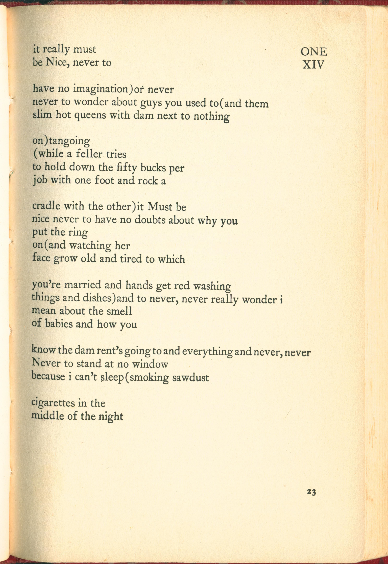 it really must
be Nice, never to
ONE
XIV
have no imagination)or never
never to wonder about guys you used to(and them
slim hot queens with dam next to nothing
on)tangoing
(while a feller tries
to hold down the fifty bucks per
job with one foot and rock a
cradle with the other)it Must be
nice never to have no doubts about why you
put the ring
on(and watching her
face grow old and tired to which
you're married and hands get red washing
things and dishes)and to never, never really wonder i
mean about the smell
of babies and how you
know the dam rent's going to and everything and never, never
Never to stand at no window
because i can't sleep(smoking sawdust
cigarettes in the
middle of the night
23